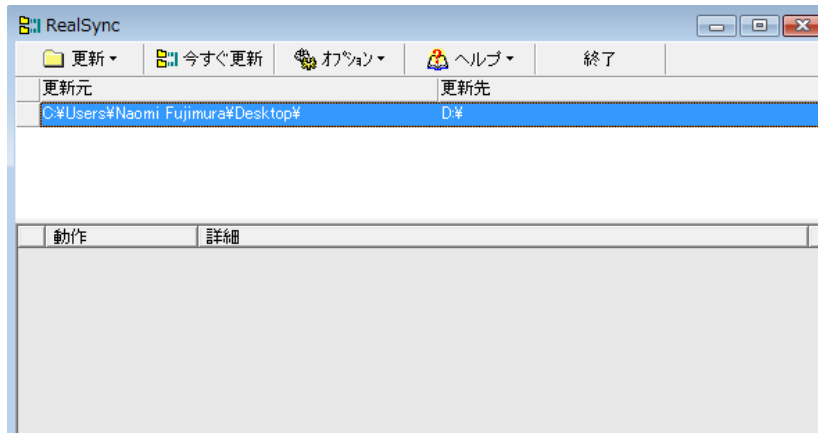 RealSync
更新 今すぐ更新 ｵﾌﾟｼｮﾝ ヘルプ 終了
更新元 更新先
C:¥Users¥Naomi Fujimura¥Desktop¥ D:¥
動作 詳細